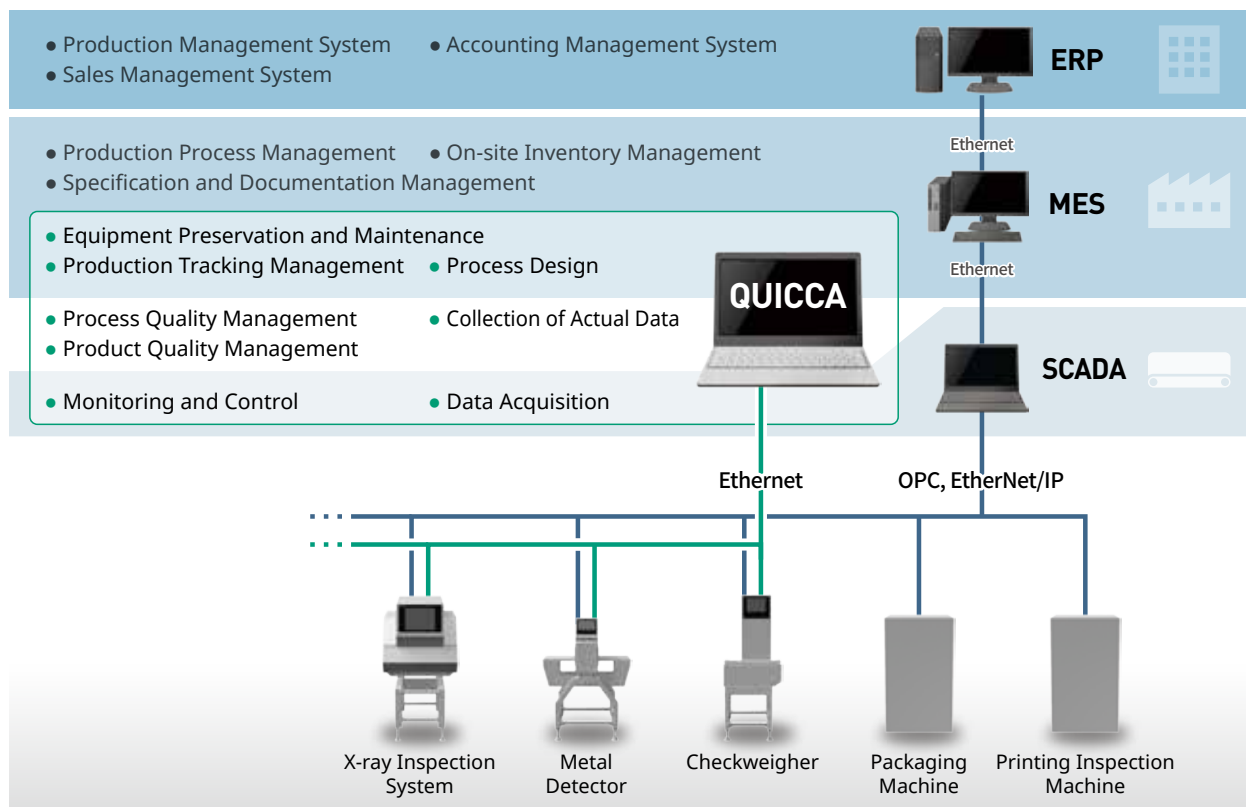 ● Production Management System ● Accounting Management System
● Sales Management System
ERP
Ethernet
● Production Process Management ● On-site Inventory Management
● Specification and Documentation Management
MES
Ethernet
● Equipment Preservation and Maintenance
● Production Tracking Management ● Process Design
QUICCA
● Process Quality Management ● Collection of Actual Data
● Product Quality Management
SCADA
● Monitoring and Control ● Data Acquisition
Ethernet
OPC, EtherNet/IP
X-ray Inspection
System
Metal
Detector
Checkweigher
Packaging
Machine
Printing Inspection
Machine